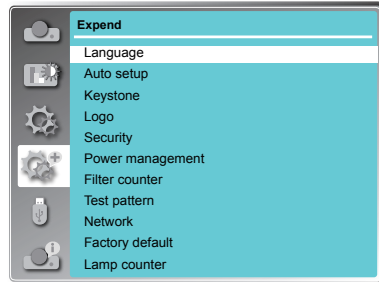 Expend
Language
Auto setup
Keystone
Logo
Security
Power management
Filter counter
Test pattern
Network
Factory default
Lamp counter